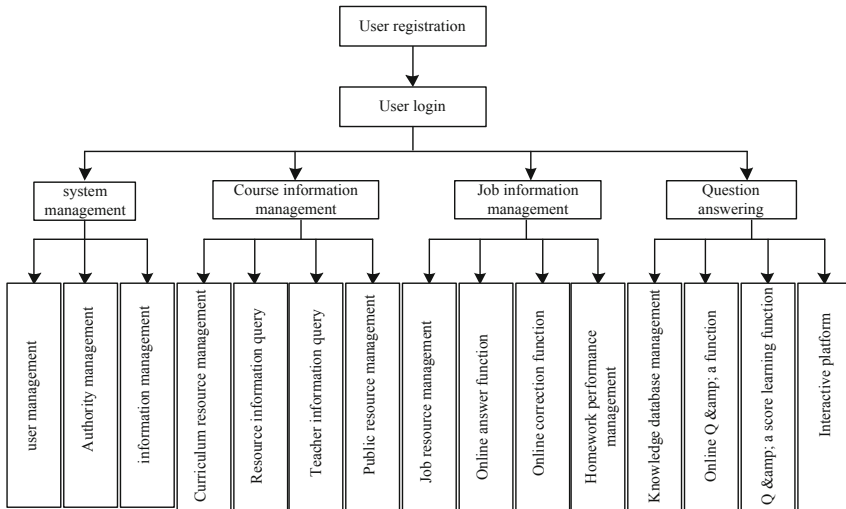 User registration
User login
system
management
Course information
management
Job information
management
Question
answering
user management
Authority management
information management
Curriculum resource management
Resource information query
Teacher information query
Public resource management
Job resource management
Online answer function
Online correction function
Homework performance
management
Knowledge database management
Online Q &amp; a function
Q &amp; a score learning function
Interactive platform